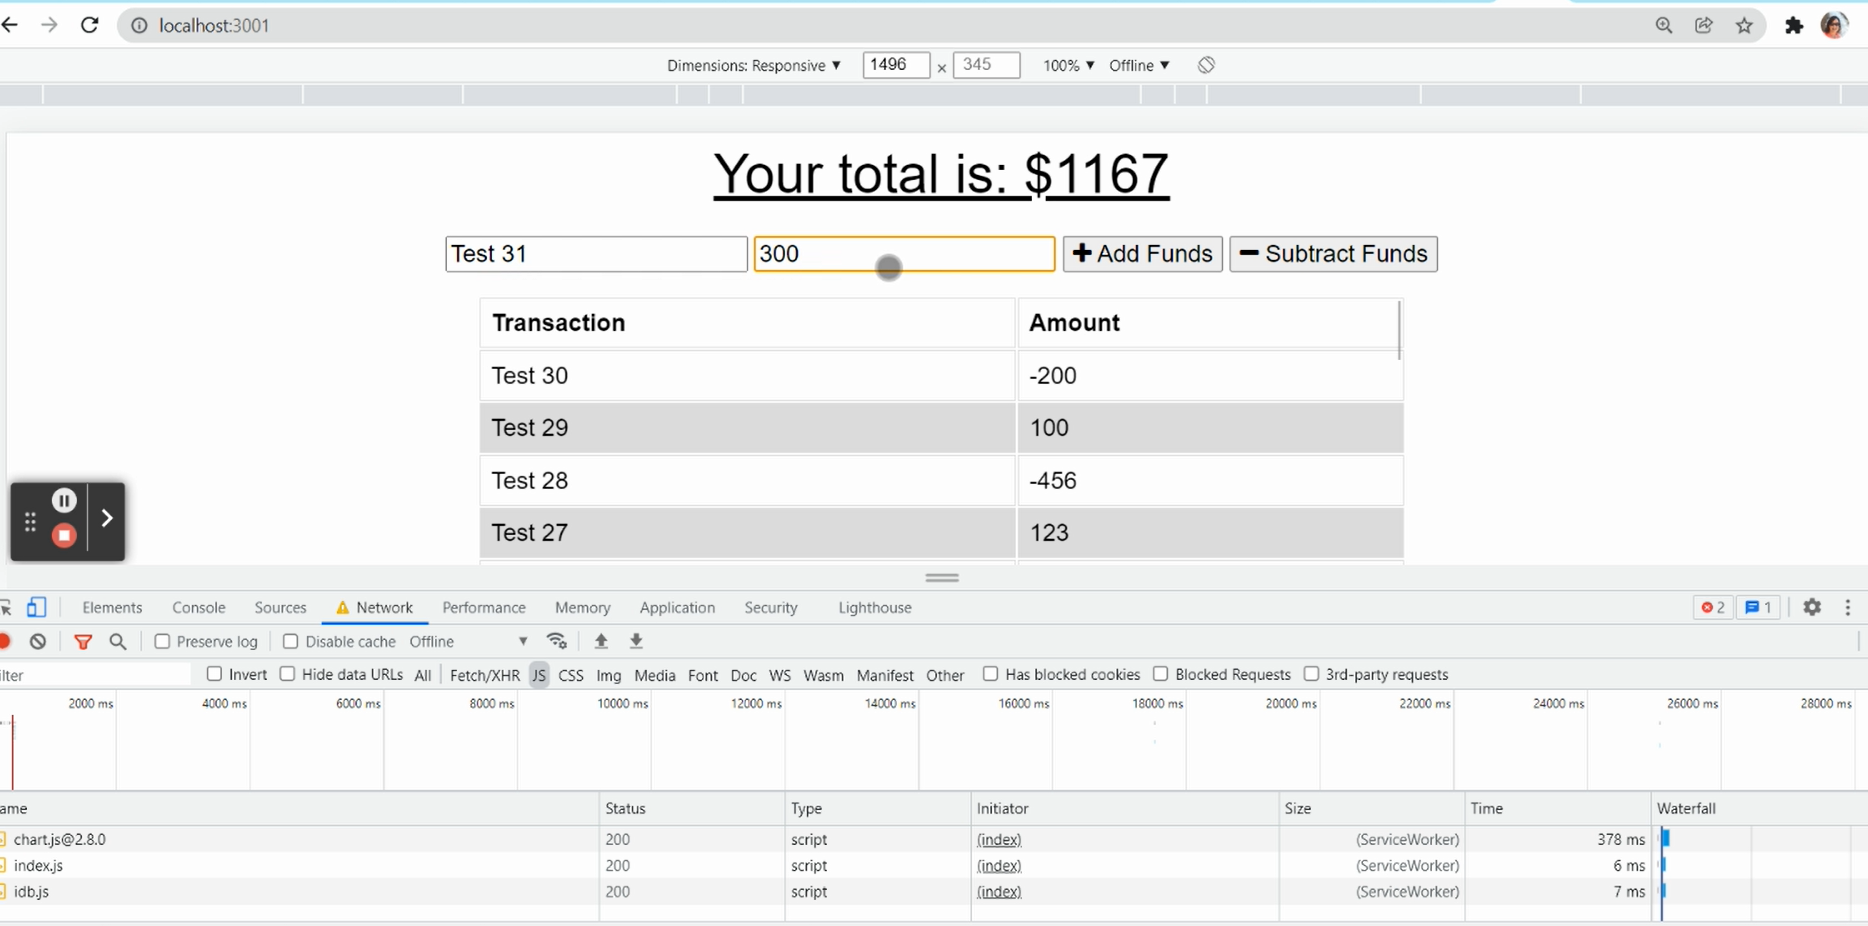 localhost:3001
Dimensions: Responsive ▼ 1496 × 345 100% ▼ Offline ▼
Your total is: $1167
Test 31 300 Add Funds Subtract Funds
Transaction Amount
Test 30 -200
Test 29 100
Test 28 -456
Test 27 123
Elements Console Sources Network Performance Memory Application Security Lighthouse 2 1
Preserve log Disable cache Offline ▼
ilter Invert Hide data URLs All Fetch/XHR JS CSS Img Media Font Doc WS Wasm Manifest Other Has blocked cookies Blocked Requests 3rd-party requests
2000 ms 4000 ms 6000 ms 8000 ms 10000 ms 12000 ms 14000 ms 16000 ms 18000 ms 20000 ms 22000 ms 24000 ms 26000 ms 28000 ms
ame Status Type Initiator Size Time Waterfall
chart.js@2.8.0 200 script (index) (ServiceWorker) 378 ms
index.js 200 script (index) (ServiceWorker) 6 ms
idb.js 200 script (index) (ServiceWorker) 7 ms